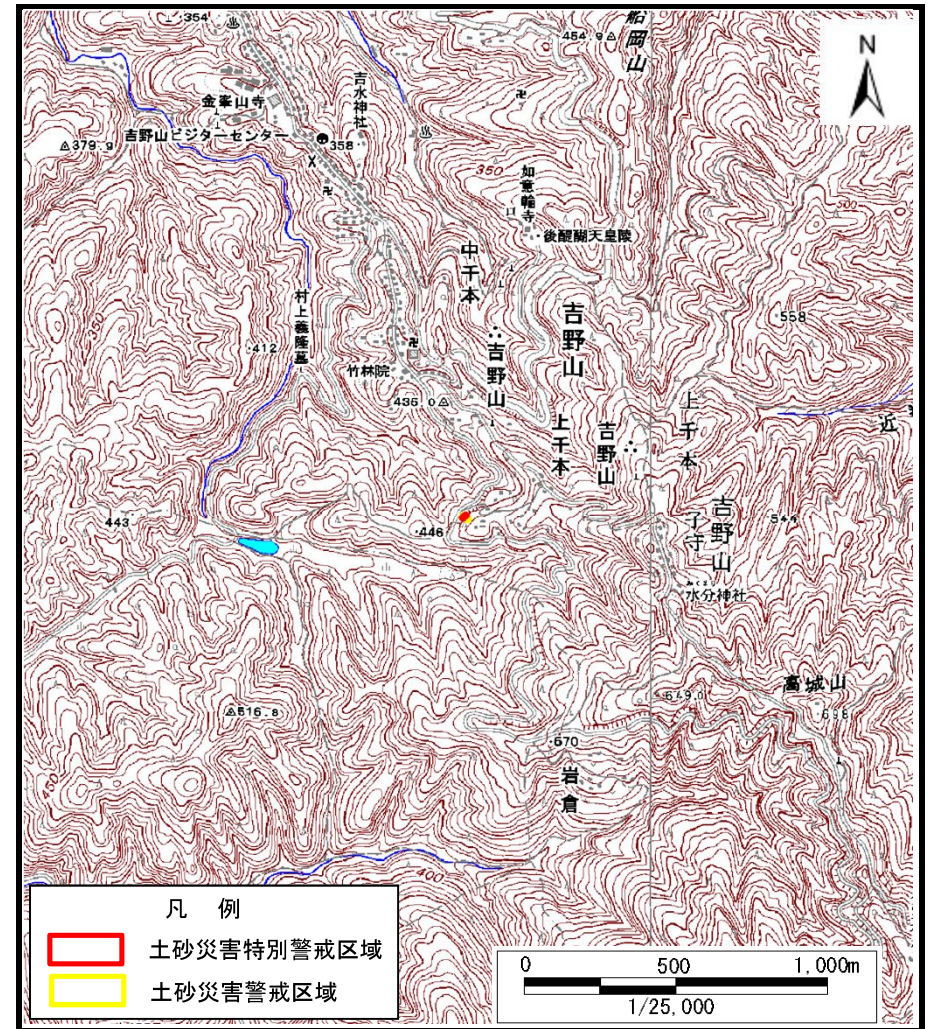 354
454.9
船岡山
N
金峯山寺
吉水神社
吉野山ビジターセンター
358
379.9
350
如意輪寺
後醍醐天皇陵
中千本
吉野山
350
村上義隆墓
412
558
竹林院
吉野山
436.0
上千本
吉野山
上千本
近
吉野山
子守
443
446
544
水分神社
高城山
649.0
698
516.8
670
450
岩倉
400
凡 例
土砂災害特別警戒区域
土砂災害警戒区域
0 500 1,000m
1/25,000